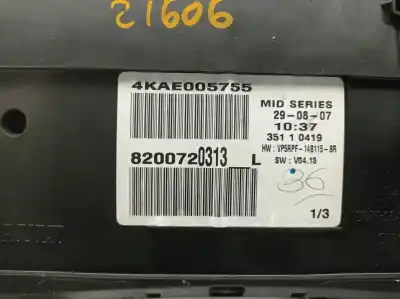 21606
4KAE005755
MID SERIES
29-08-07
10:37
351 1 0419
HW : VP5RPF-14B115-BR
SW : V04.13
8200720313__L
36
1/3